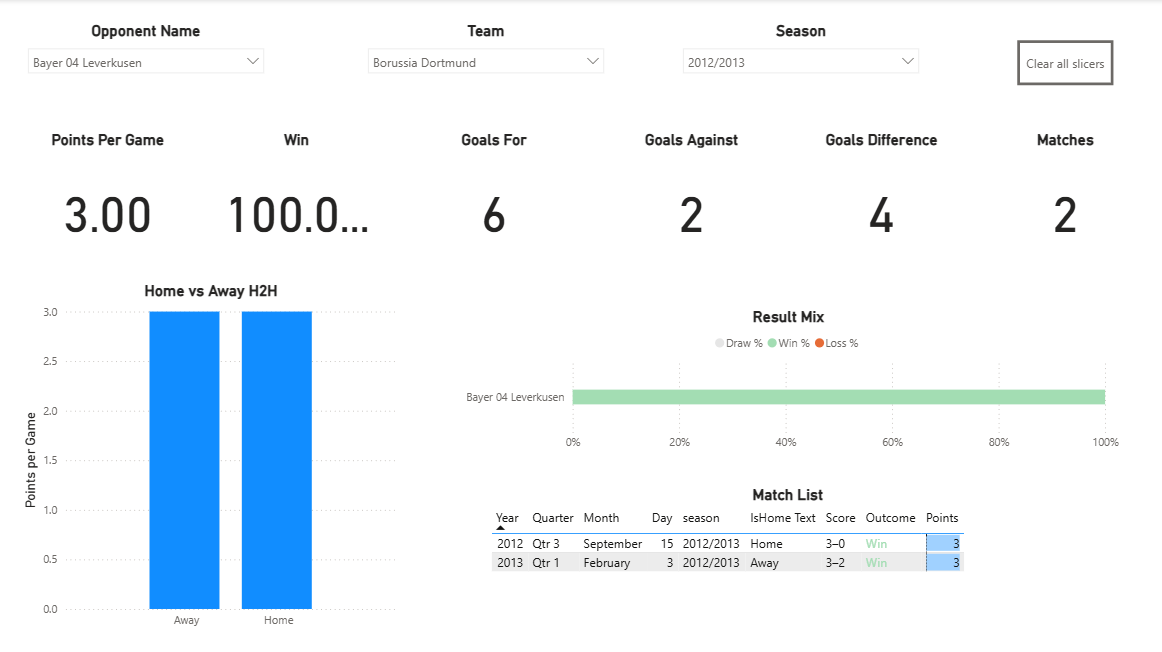 Opponent Name
Team
Season
Bayer 04 Leverkusen
Borussia Dortmund
2012/2013
Clear all slicers
Points Per Game
Win
Goals For
Goals Against
Goals Difference
Matches
3.00
100.0...
6
2
4
2
Home vs Away H2H
Points per Game
3.0
2.5
2.0
1.5
1.0
0.5
0.0
Away
Home
Result Mix
Draw % Win % Loss %
Bayer 04 Leverkusen
0% 20% 40% 60% 80% 100%
Match List
Year Quarter Month Day season IsHome Text Score Outcome Points
2012 Qtr 3 September 15 2012/2013 Home 3–0 Win 3
2013 Qtr 1 February 3 2012/2013 Away 3–2 Win 3